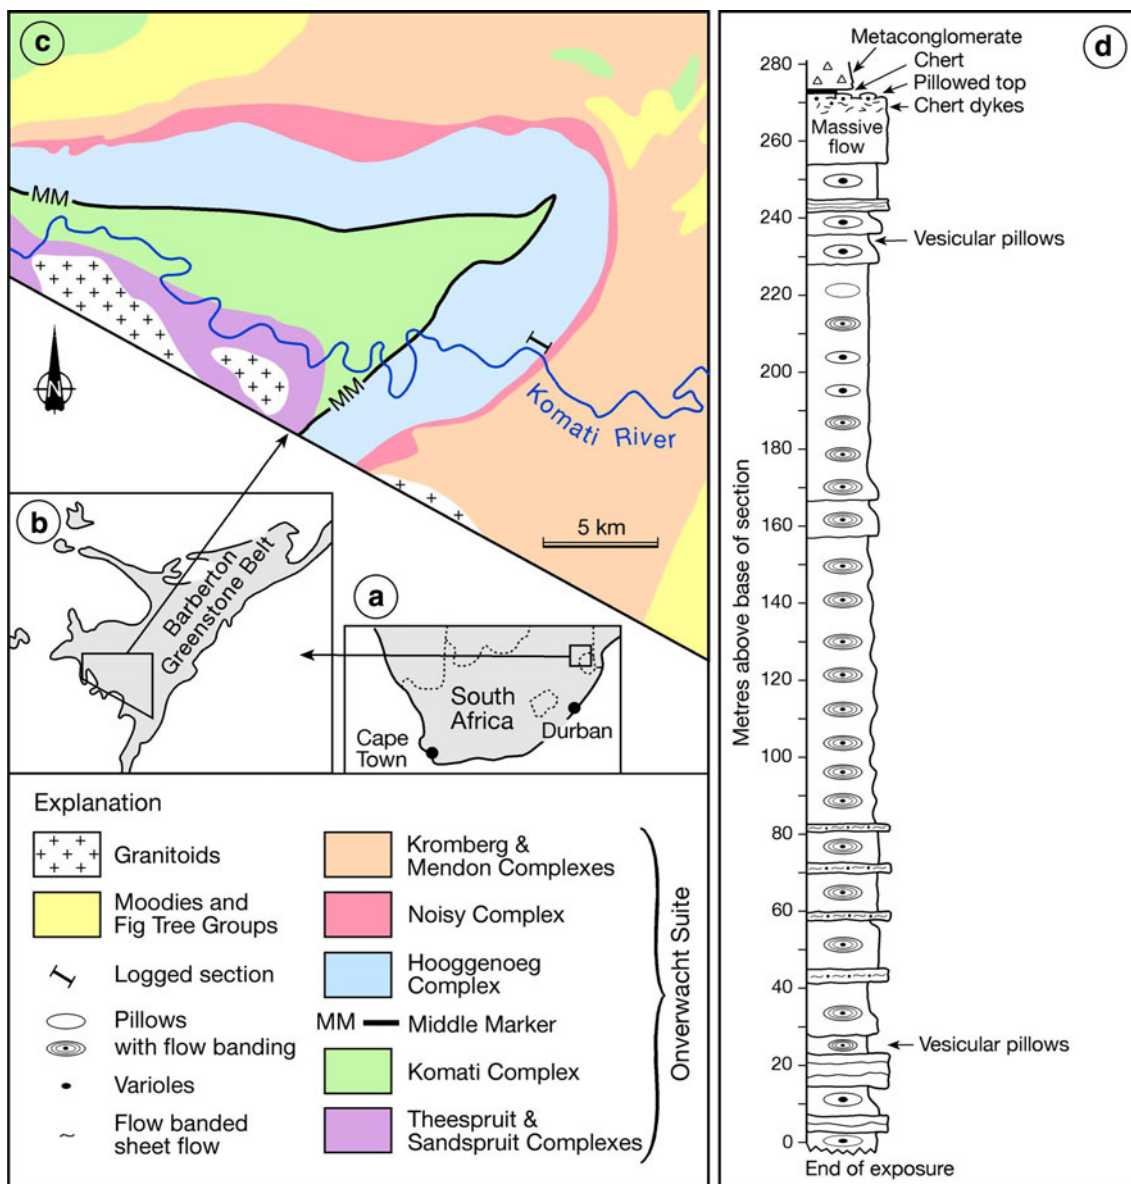 c
MM
MM
N
Komati River
5 km
b
Barberton
Greenstone Belt
a
South
Africa
Durban
Cape
Town
Explanation
Granitoids
Moodies and
Fig Tree Groups
Logged section
Pillows
with flow banding
Varioles
Flow banded
sheet flow
Kromberg &
Mendon Complexes
Noisy Complex
Hooggenoeg
Complex
MM
Middle Marker
Komati Complex
Theespruit &
Sandspruit Complexes
Onverwacht Suite
d
Metaconglomerate
Chert
Pillowed top
Chert dykes
Massive
flow
Vesicular pillows
Vesicular pillows
Metres above base of section
280
260
240
220
200
180
160
140
120
100
80
60
40
20
0
End of exposure